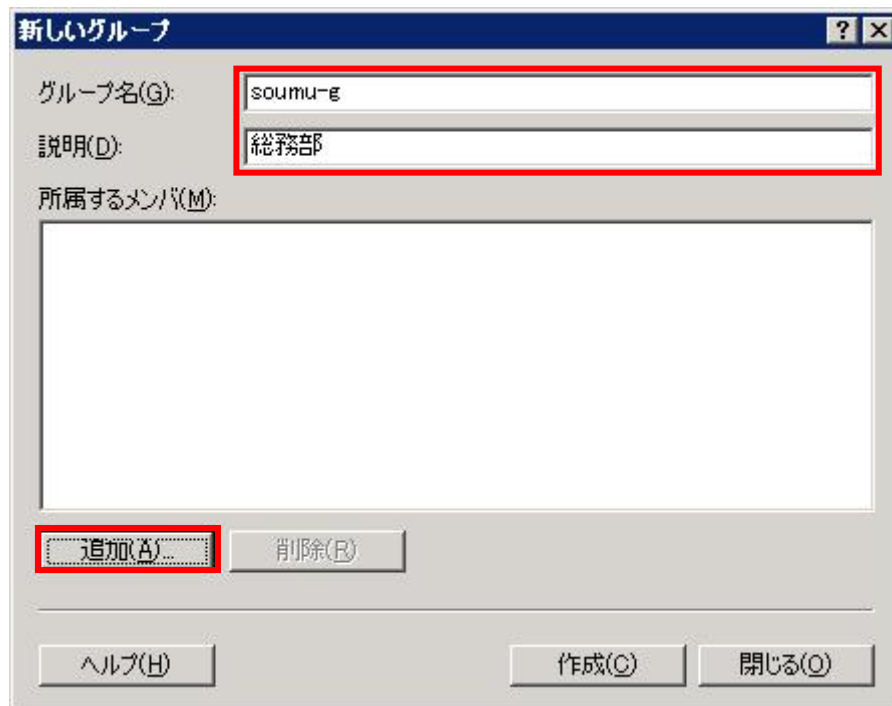 新しいグループ
グループ名(G): soumu-g
説明(D): 総務部
所属するメンバ(M):
追加(A)... 削除(R)
ヘルプ(H) 作成(C) 閉じる(O)